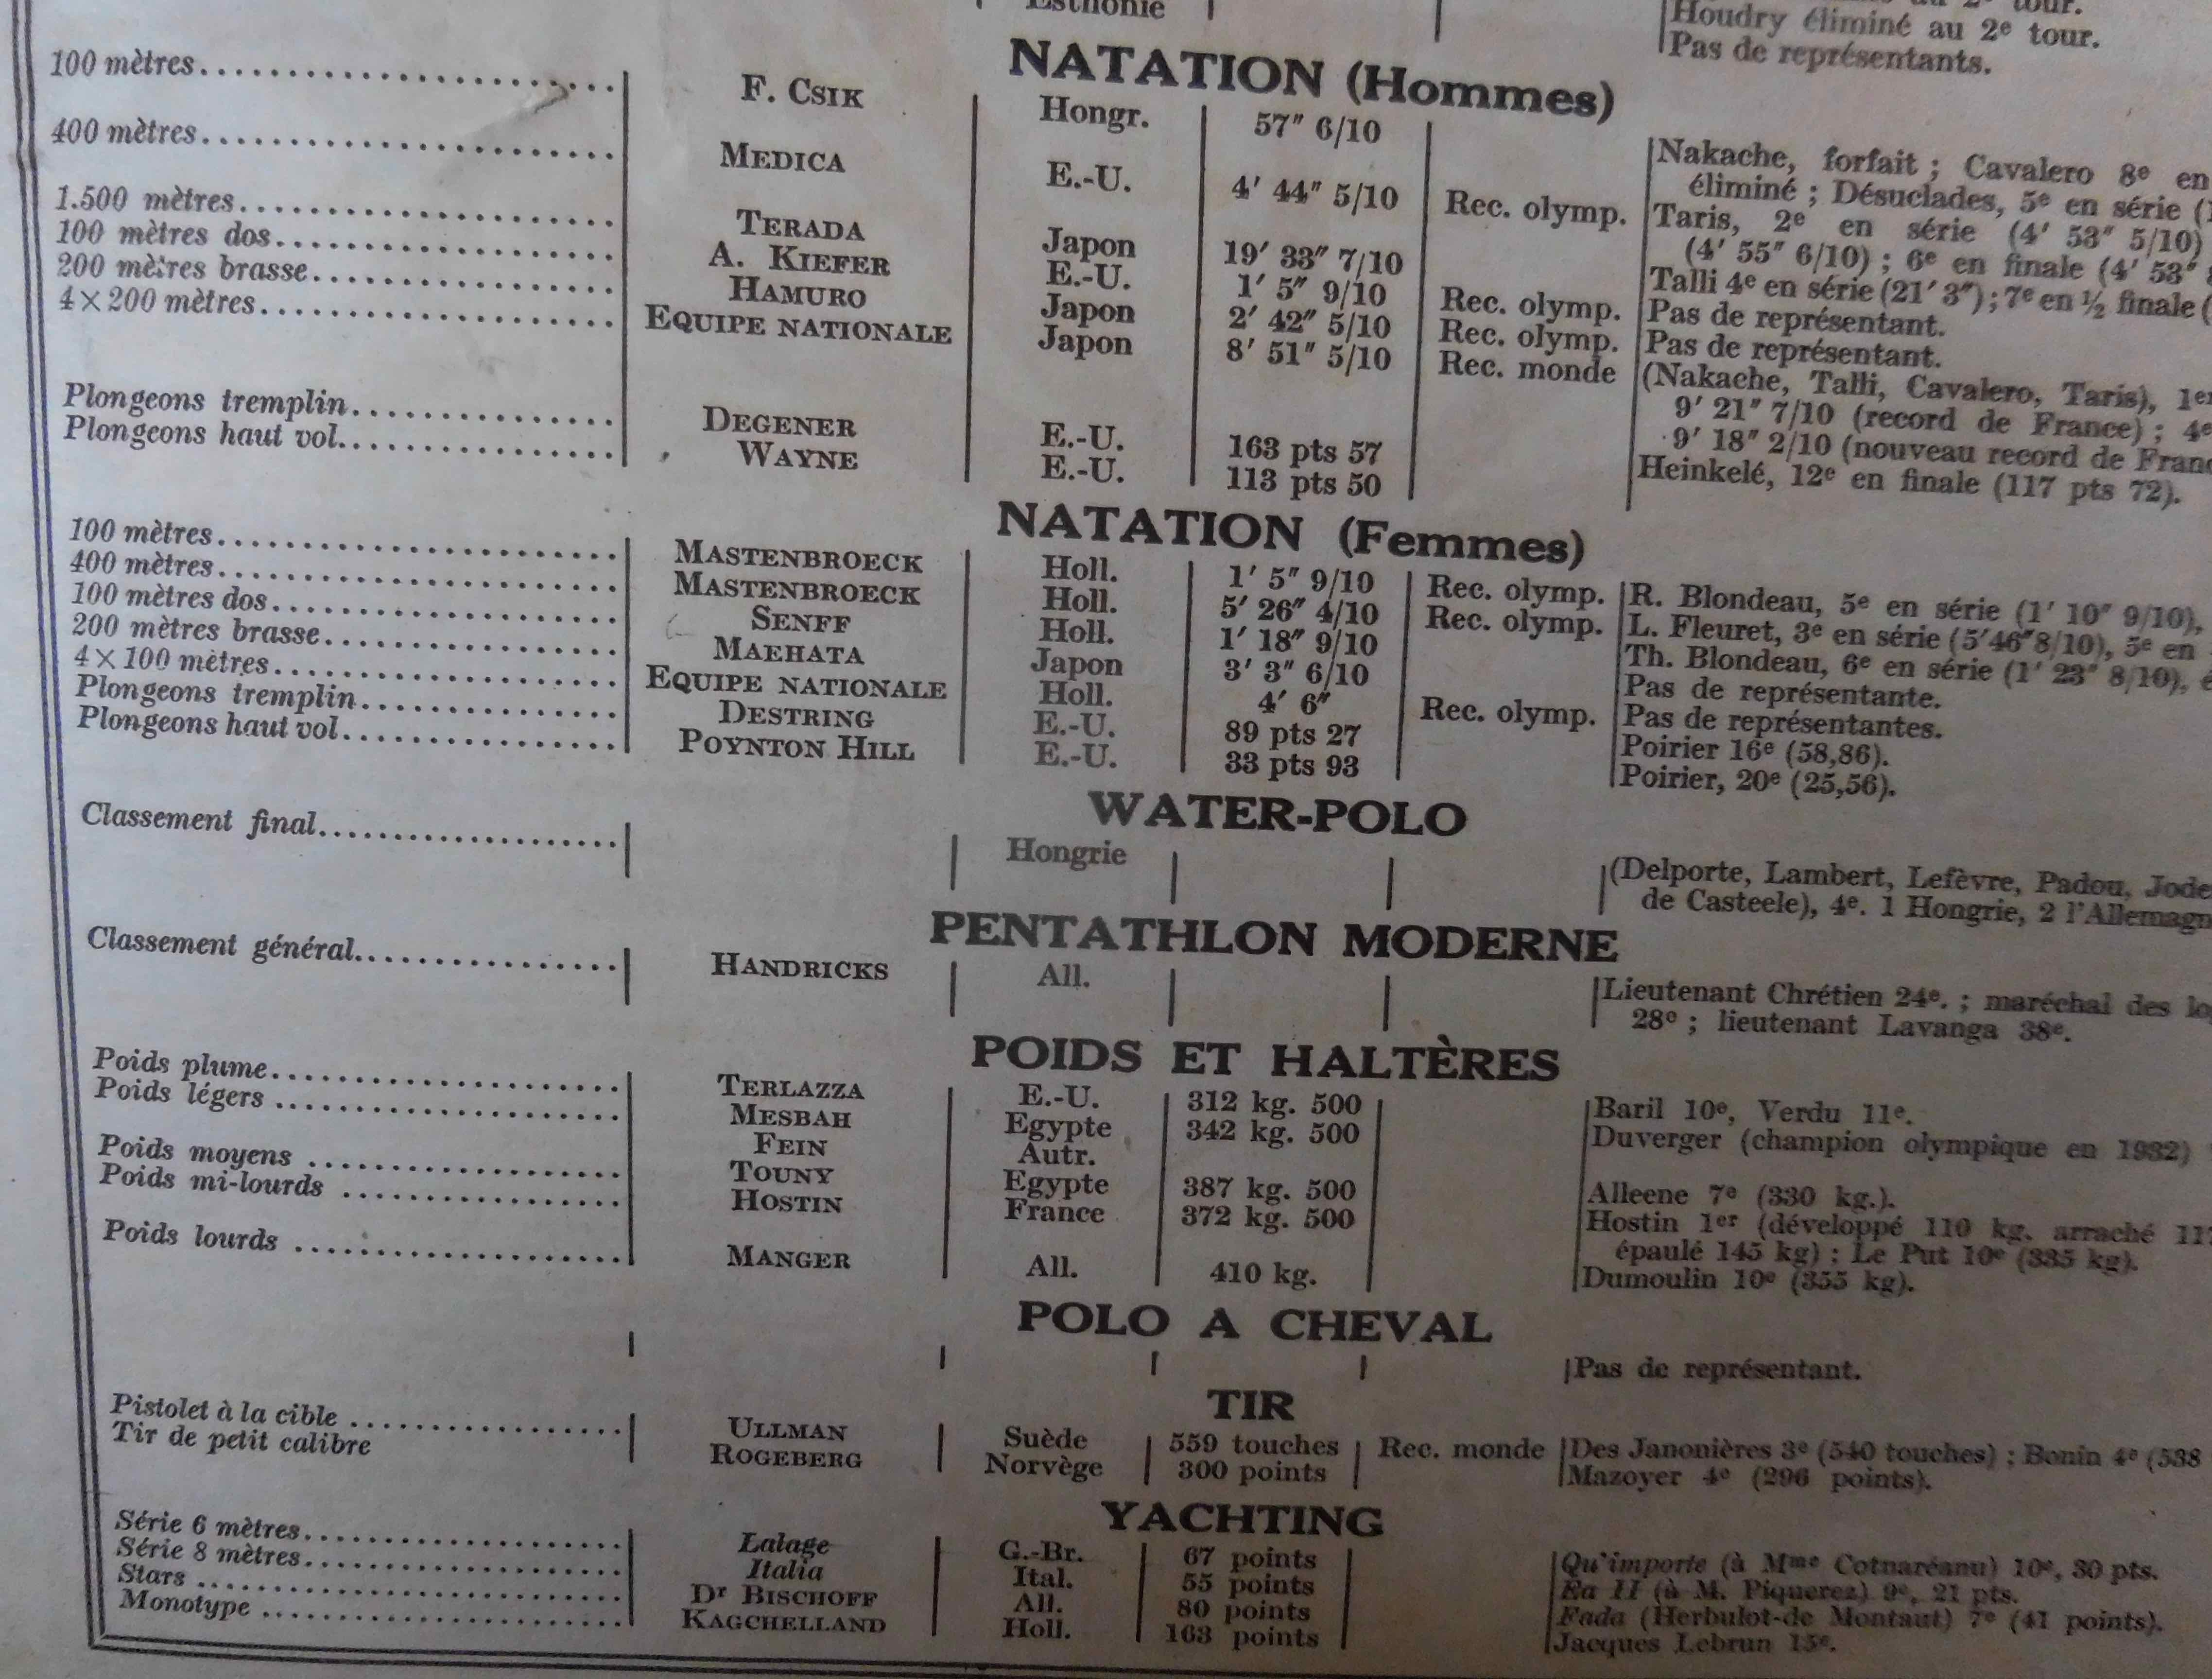 Esthonie
Houdry éliminé au 2e tour.
Pas de représentants.
NATATION (Hommes)
100 mètres F. CSIK Hongr. 57″ 6/10 Nakache, forfait ; Cavalero 8e en
éliminé ; Désuclades, 5e en série
400 mètres MEDICA E.-U. 4′ 44″ 5/10 Rec. olymp. Taris, 2e en série (4′ 53″ 5/10)
(4′ 55″ 6/10) ; 6e en finale (4′ 53″
1.500 mètres TERADA Japon 19′ 33″ 7/10 Talli 4e en série (21′ 3″) ; 7e en ½ finale (
100 mètres dos A. KIEFER E.-U. 1′ 5″ 9/10 Rec. olymp. Pas de représentant.
200 mètres brasse HAMURO Japon 2′ 42″ 5/10 Rec. olymp. Pas de représentant.
4×200 mètres EQUIPE NATIONALE Japon 8′ 51″ 5/10 Rec. monde (Nakache, Talli, Cavalero, Taris), 1er
9′ 21″ 7/10 (record de France) ; 4e
9′ 18″ 2/10 (nouveau record de Franc
Plongeons tremplin DEGENER E.-U. 163 pts 57 Heinkelé, 12e en finale (117 pts 72).
Plongeons haut vol WAYNE E.-U. 113 pts 50
NATATION (Femmes)
100 mètres MASTENBROECK Holl. 1′ 5″ 9/10 Rec. olymp. R. Blondeau, 5e en série (1′ 10″ 9/10),
400 mètres MASTENBROECK Holl. 5′ 26″ 4/10 Rec. olymp. L. Fleuret, 3e en série (5′46″8/10), 5e en
100 mètres dos SENFF Holl. 1′ 18″ 9/10 Th. Blondeau, 6e en série (1′ 23″ 8/10), é
200 mètres brasse MAEHATA Japon 3′ 3″ 6/10 Pas de représentante.
4×100 mètres EQUIPE NATIONALE Holl. 4′ 6″ Rec. olymp. Pas de représentantes.
Plongeons tremplin DESTRING E.-U. 89 pts 27 Poirier 16e (58,86).
Plongeons haut vol POYNTON HILL E.-U. 33 pts 93 Poirier, 20e (25,56).
WATER-POLO
Classement final Hongrie (Delporte, Lambert, Lefèvre, Padou, Jode
de Casteele), 4e. 1 Hongrie, 2 l'Allemagn
PENTATHLON MODERNE
Classement général HANDRICKS All. Lieutenant Chrétien 24e. ; maréchal des lo
28e ; lieutenant Lavanga 38e.
POIDS ET HALTÈRES
Poids plume TERLAZZA E.-U. 312 kg. 500 Baril 10e, Verdu 11e.
Poids légers MESBAH Egypte 342 kg. 500 Duverger (champion olympique en 1932)
FEIN Autr.
Poids moyens TOUNY Egypte 387 kg. 500 Alleene 7e (330 kg.).
Poids mi-lourds HOSTIN France 372 kg. 500 Hostin 1er (développé 110 kg. arraché 117
épaulé 145 kg) ; Le Put 10e (335 kg).
Poids lourds MANGER All. 410 kg. Dumoulin 10e (355 kg).
POLO A CHEVAL
Pas de représentant.
TIR
Pistolet à la cible ULLMAN Suède 559 touches Rec. monde Des Janonières 3e (540 touches) ; Bonin 4e (538
Tir de petit calibre ROGEBERG Norvège 300 points Mazoyer 4e (296 points).
YACHTING
Série 6 mètres Lalage G.-Br. 67 points Qu'importe (à Mme Cotnaréanu) 10e, 30 pts.
Série 8 mètres Italia Ital. 55 points Ea II (à M. Piquerez) 9e, 21 pts.
Stars Dr BISCHOFF All. 80 points Fada (Herbulot-de Montaut) 7e (41 points).
Monotype KAGCHELLAND Holl. 163 points Jacques Lebrun 15e.